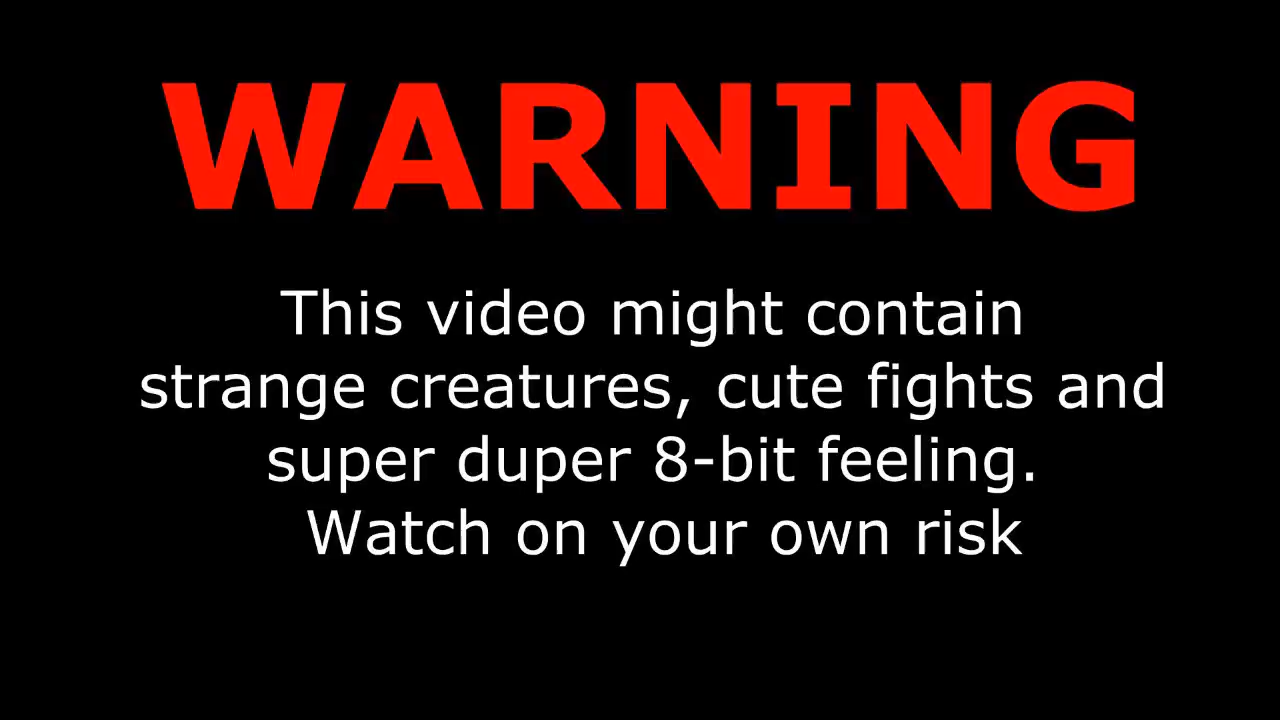 WARNING
This video might contain
strange creatures, cute fights and
super duper 8-bit feeling.
Watch on your own risk